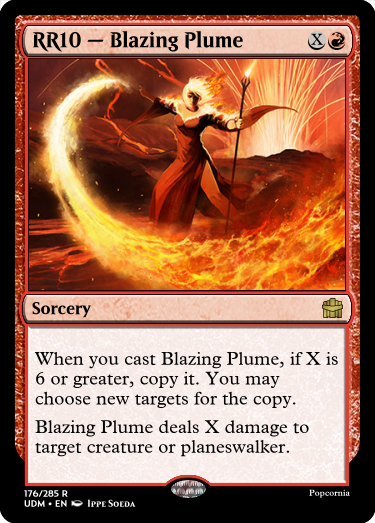 RR10 — Blazing Plume
X
Sorcery
When you cast Blazing Plume, if X is
6 or greater, copy it. You may
choose new targets for the copy.
Blazing Plume deals X damage to
target creature or planeswalker.
176/285 R
Popcornia
UDM • EN Ippe Soeda